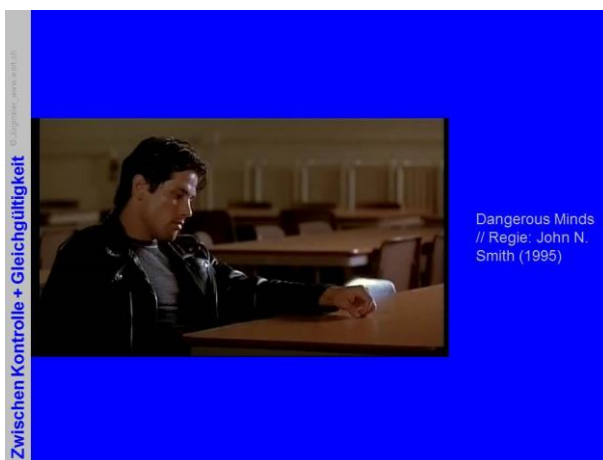 Zwischen Kontrolle + Gleichgültigkeit
Dangerous Minds
// Regie: John N.
Smith (1995)